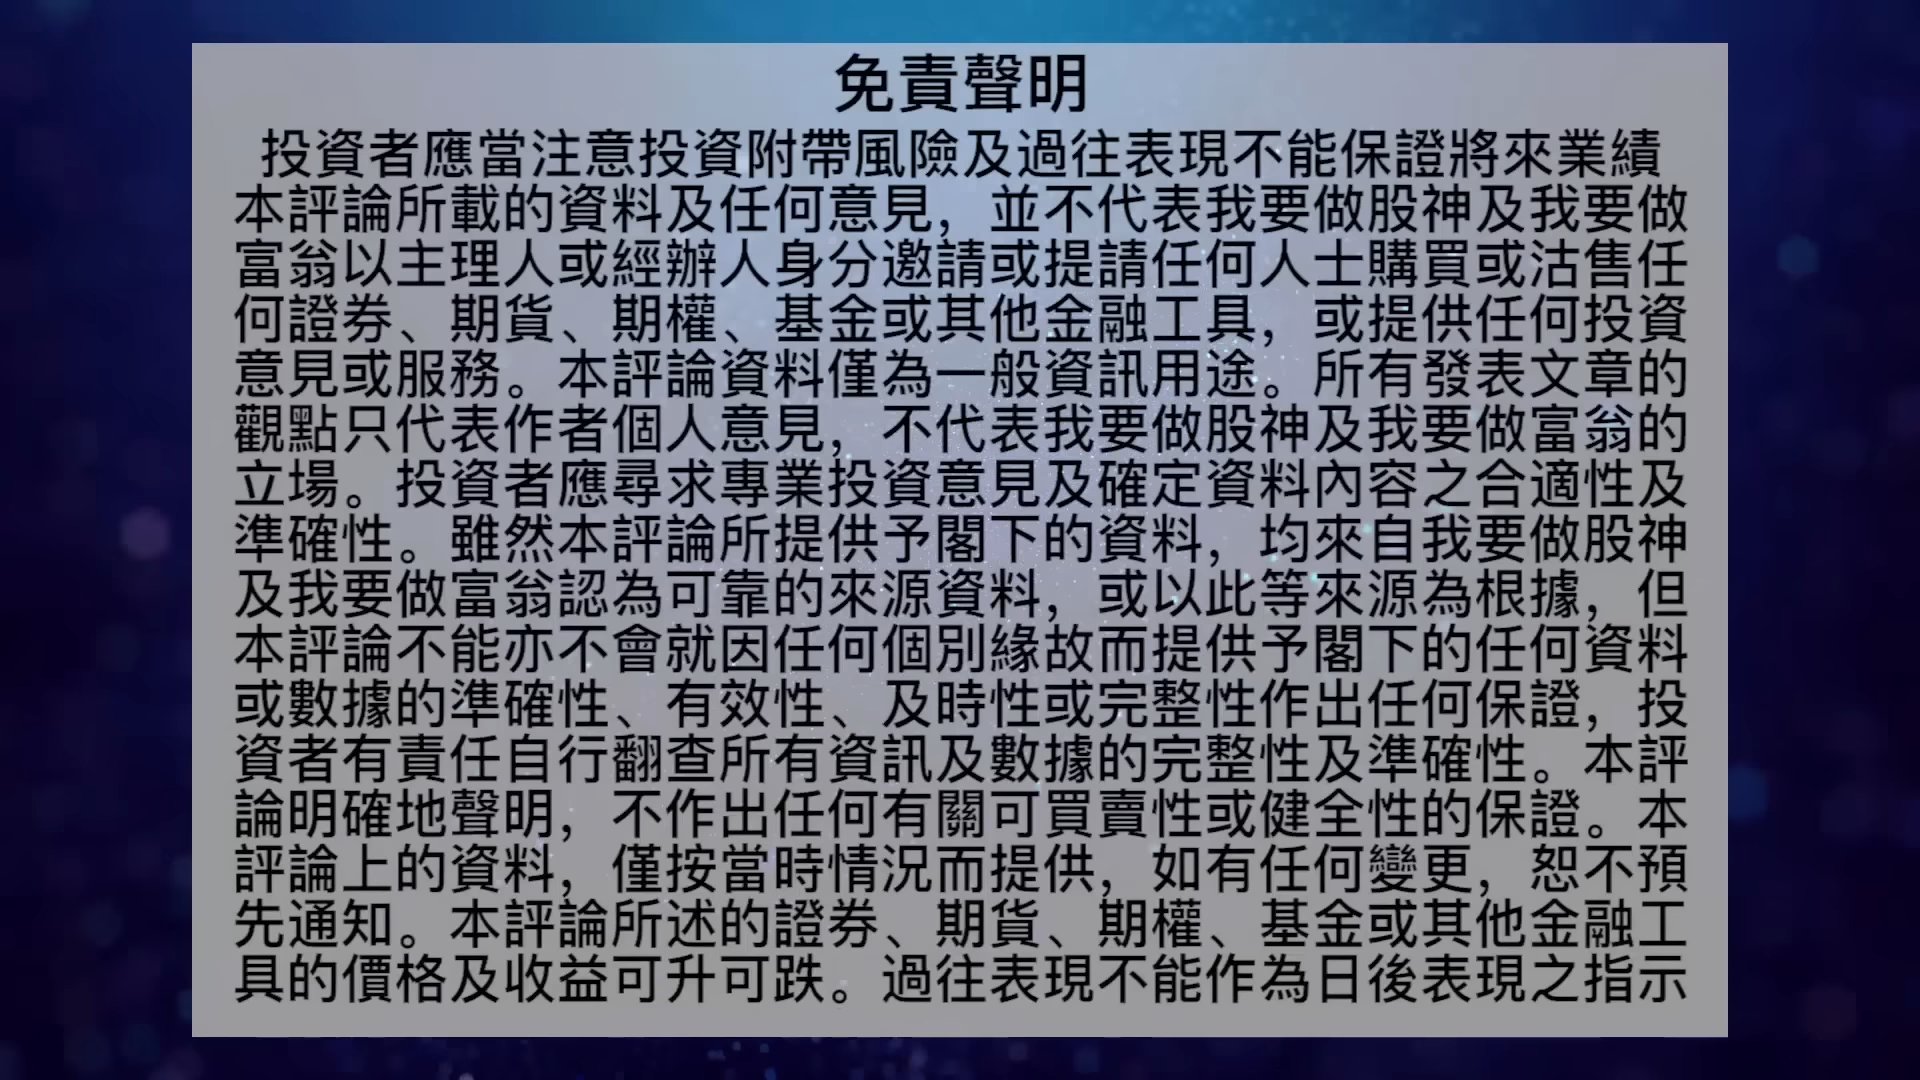 免責聲明
投資者應當注意投資附帶風險及過往表現不能保證將來業績
本評論所載的資料及任何意見，並不代表我要做股神及我要做
富翁以主理人或經辦人身分邀請或提請任何人士購買或沽售任
何證券、期貨、期權、基金或其他金融工具，或提供任何投資
意見或服務。本評論資料僅為一般資訊用途。所有發表文章的
觀點只代表作者個人意見，不代表我要做股神及我要做富翁的
立場。投資者應尋求專業投資意見及確定資料內容之合適性及
準確性。雖然本評論所提供予閣下的資料，均來自我要做股神
及我要做富翁認為可靠的來源資料，或以此等來源為根據，但
本評論不能亦不會就因任何個別緣故而提供予閣下的任何資料
或數據的準確性、有效性、及時性或完整性作出任何保證，投
資者有責任自行翻查所有資訊及數據的完整性及準確性。本評
論明確地聲明，不作出任何有關可買賣性或健全性的保證。本
評論上的資料，僅按當時情況而提供，如有任何變更，恕不預
先通知。本評論所述的證券、期貨、期權、基金或其他金融工
具的價格及收益可升可跌。過往表現不能作為日後表現之指示